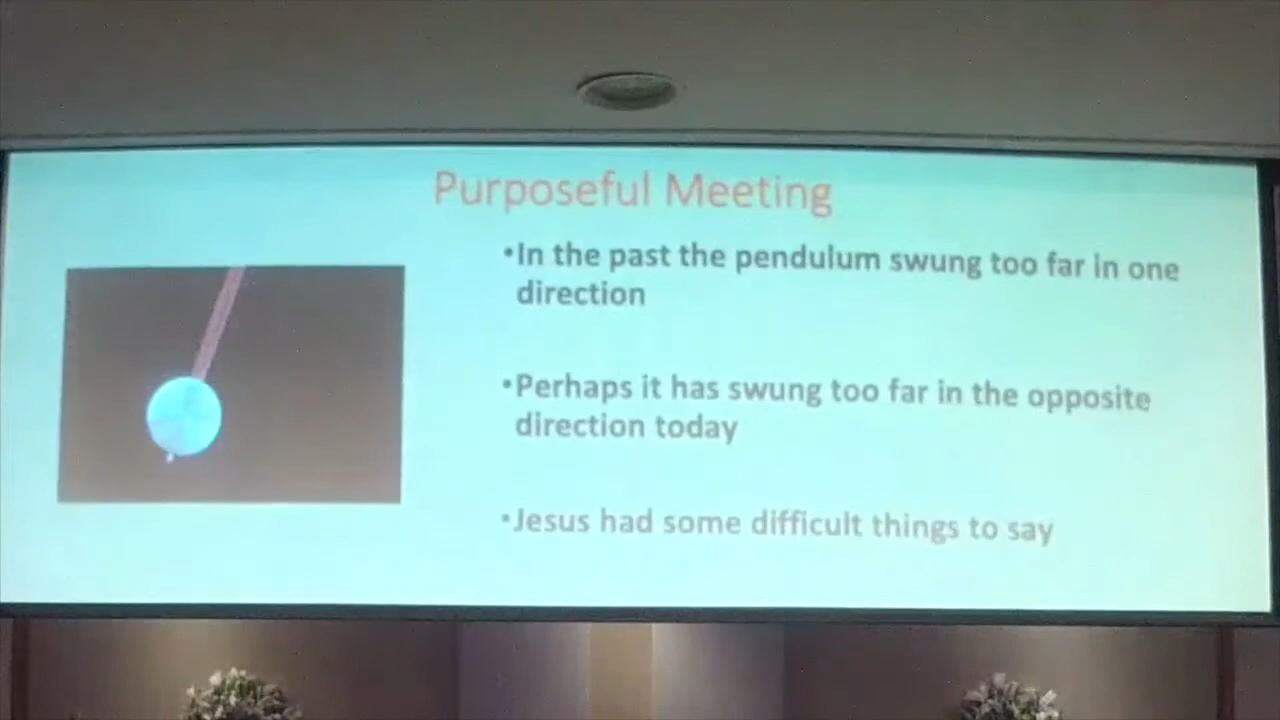 Purposeful Meeting
•In the past the pendulum swung too far in one
direction
•Perhaps it has swung too far in the opposite
direction today
•Jesus had some difficult things to say